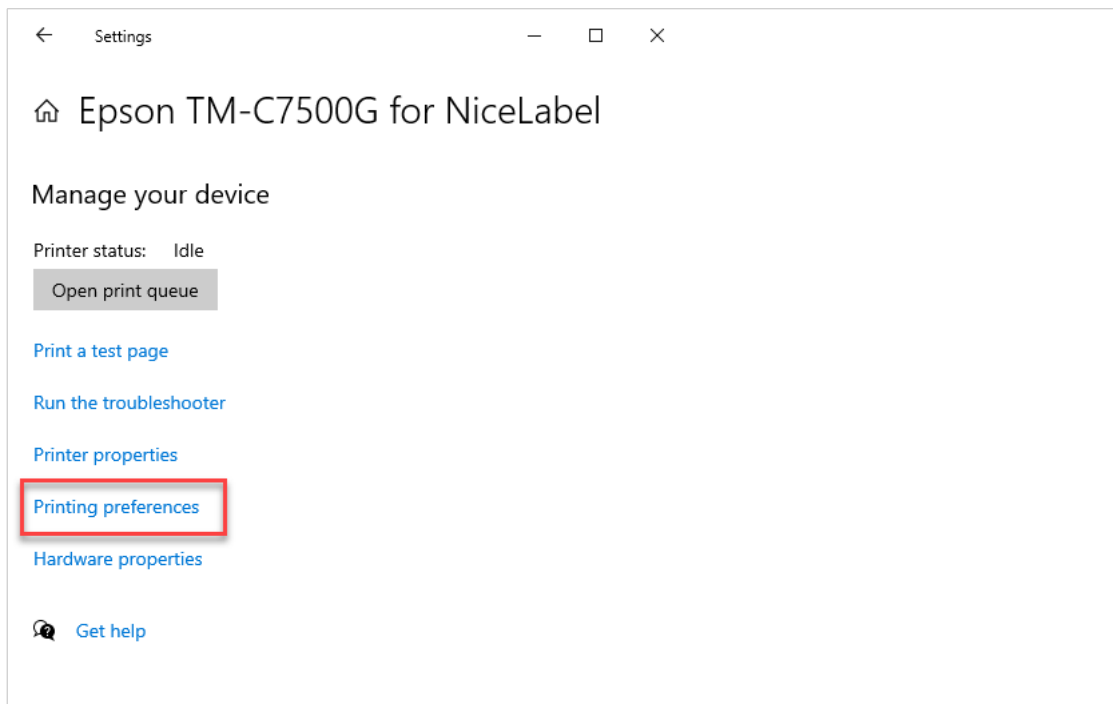 Settings
Epson TM-C7500G for NiceLabel
Manage your device
Printer status: Idle
Open print queue
Print a test page
Run the troubleshooter
Printer properties
Printing preferences
Hardware properties
Get help